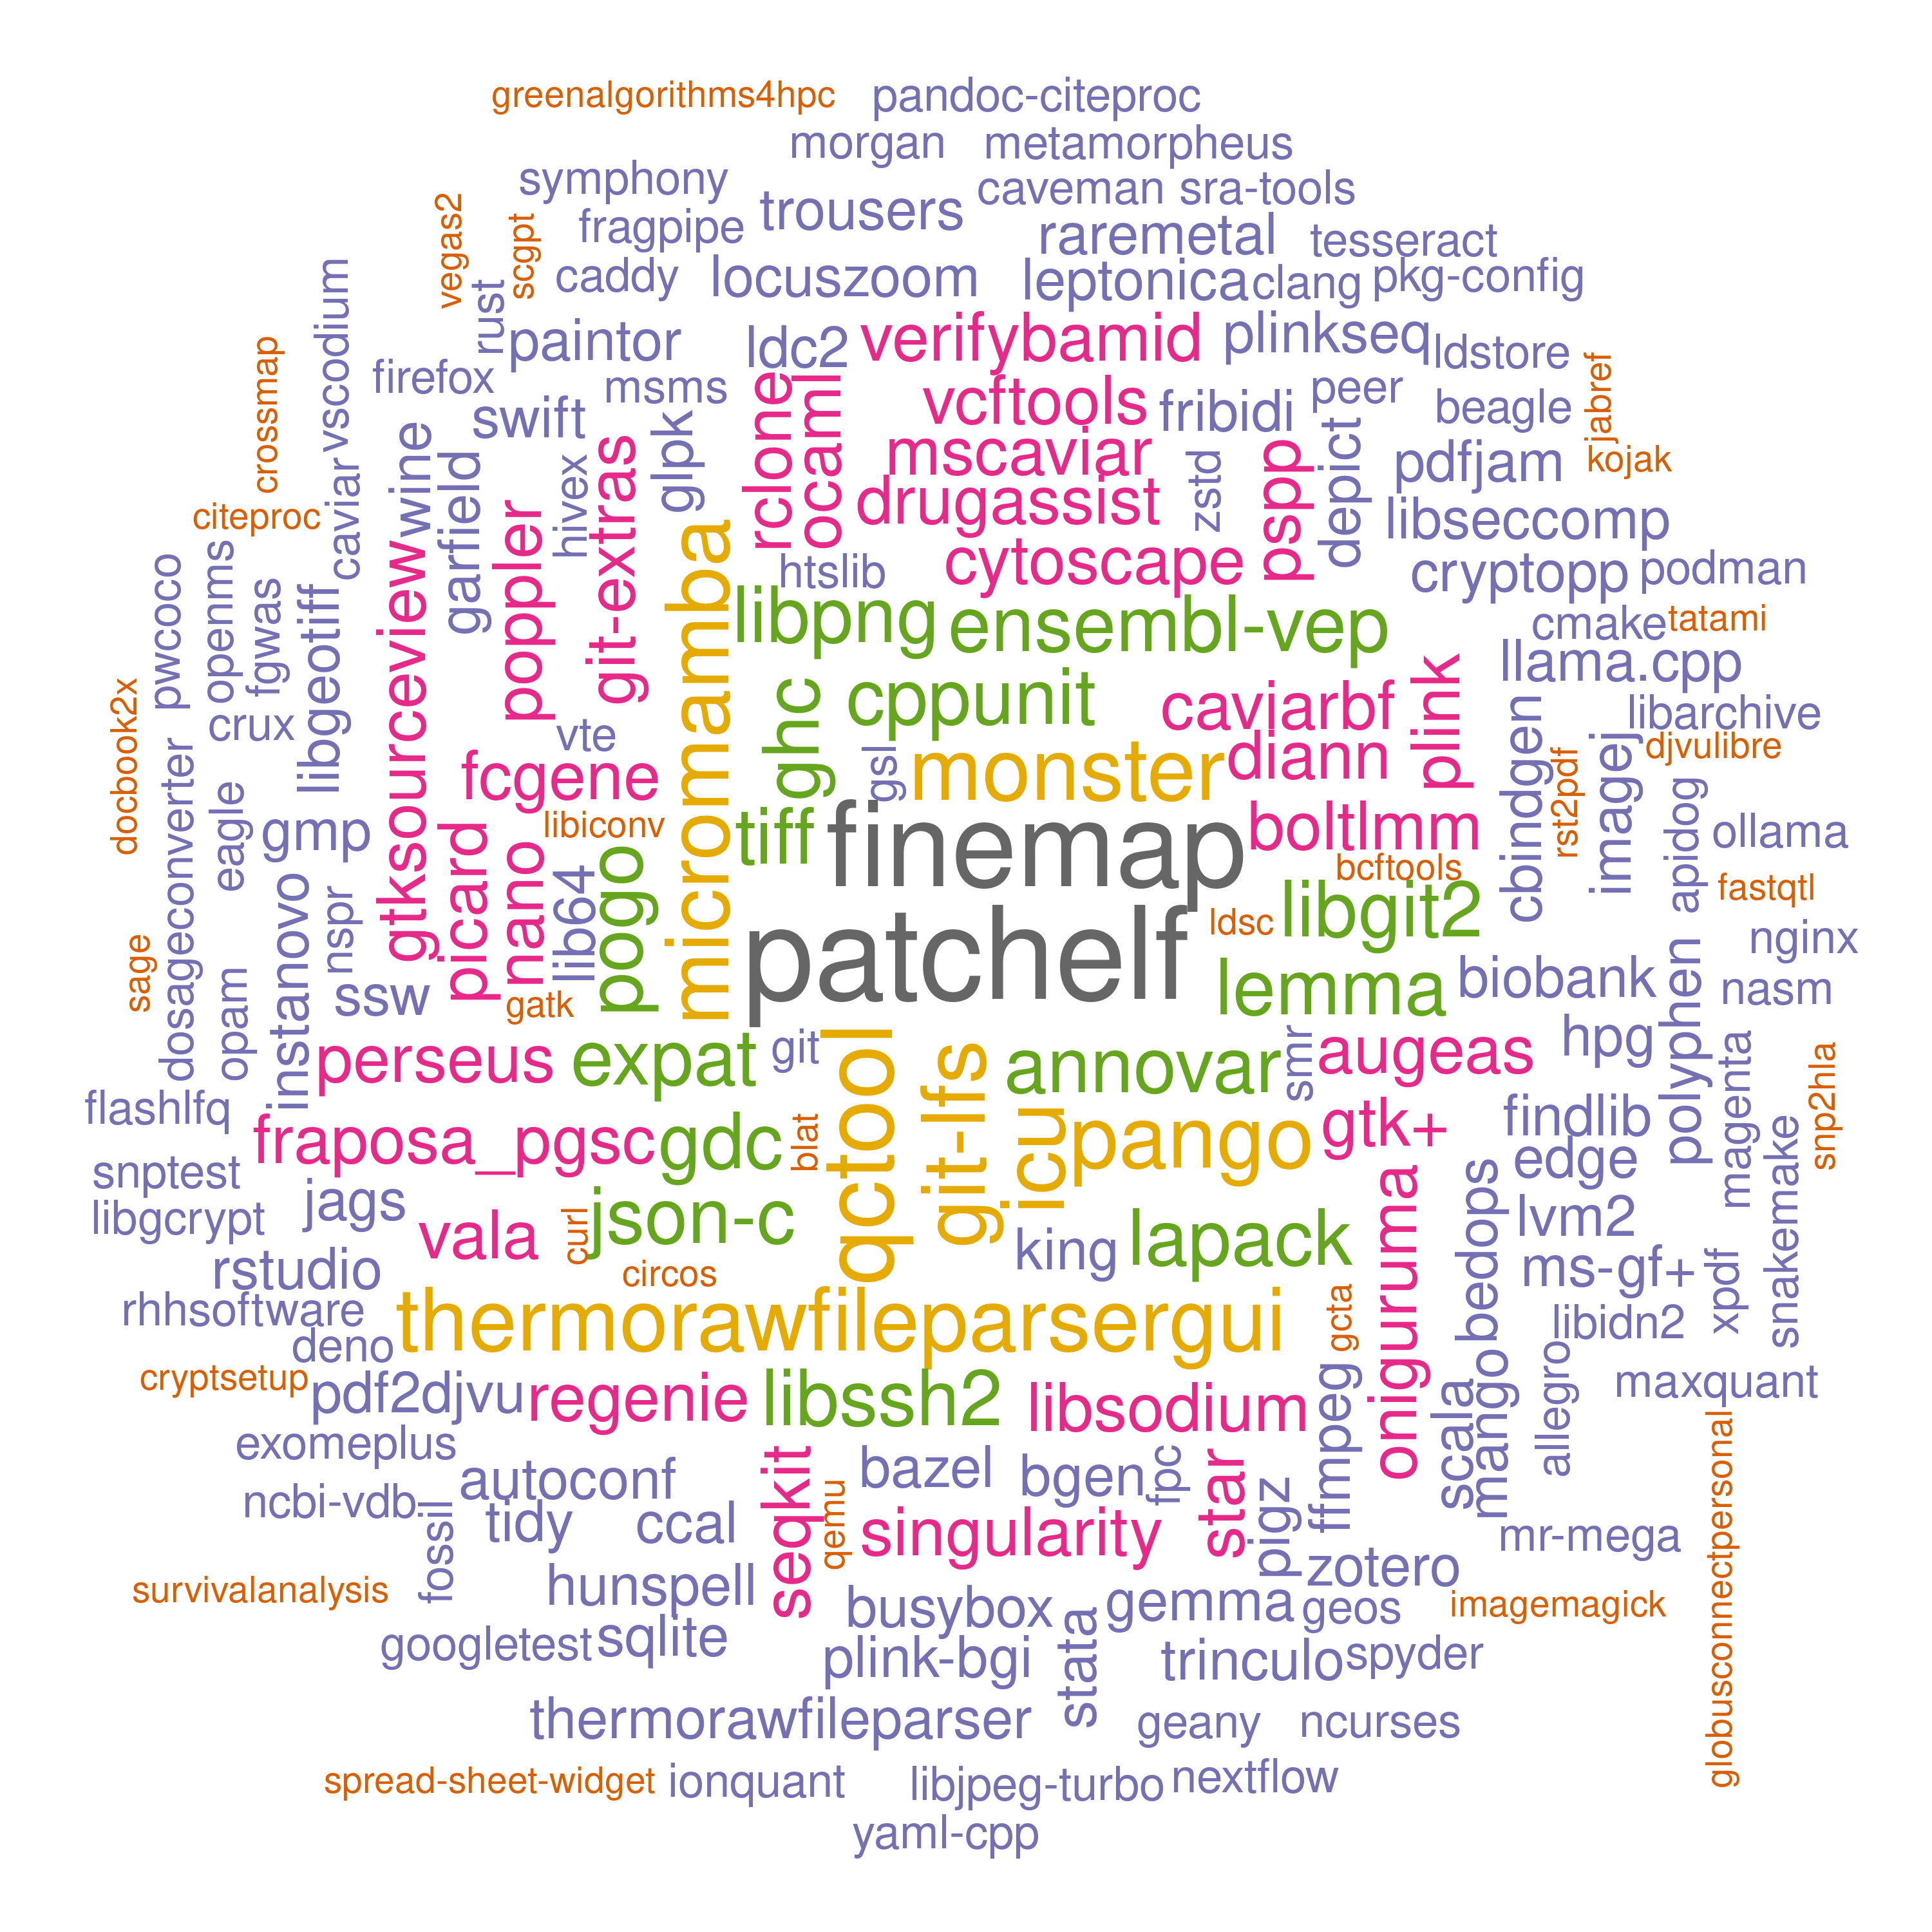 greenalgorithms4hpc
pandoc-citeproc
morgan
metamorpheus
symphony
caveman
sra-tools
vegas2
scgpt
fragpipe
trousers
raremetal
tesseract
rust
caddy
locuszoom
leptonica
clang
pkg-config
vscodium
crossmap
firefox
paintor
ldc2
verifybamid
plinkseq
ldstore
jabref
msms
swift
glpk
rclone
ocaml
vcftools
fribidi
peer
beagle
kojak
citeproc
caviar
wine
garfield
hivex
git-extras
mscaviar
drugassist
zstd
pspp
depict
pdfjam
libseccomp
pwcoco
openms
fgwas
libgeotiff
gtksourceview
poppler
micromamba
htslib
cytoscape
cryptopp
podman
libpng
ensembl-vep
cmake
tatami
llama.cpp
docbook2x
crux
vte
ghc
cppunit
caviarbf
plink
libarchive
dosageconverter
eagle
gmp
fcgene
gsl
monster
diann
cbindgen
rst2pdf
imagej
djvulibre
libiconv
tiff
finemap
boltlmm
apidog
ollama
bcftools
fastqtl
sage
opam
instanovo
nspr
picard
nano
lib64
pogo
patchelf
ldsc
libgit2
nginx
ssw
gatk
lemma
biobank
polyphen
nasm
perseus
expat
git
qctool
git-lfs
icu
annovar
smr
augeas
hpg
magenta
snp2hla
flashlfq
fraposa_pgsc
gdc
blat
pango
gtk+
findlib
edge
snakemake
snptest
libgcrypt
jags
vala
curl
json-c
king
lapack
oniguruma
bedops
lvm2
rstudio
circos
ms-gf+
xpdf
rhhsoftware
deno
thermorawfileparsergui
gcta
libidn2
cryptsetup
pdf2djvu
regenie
libssh2
libsodium
ffmpeg
scala
mango
allegro
maxquant
exomeplus
autoconf
seqkit
bazel
bgen
fpc
star
pigz
globusconnectpersonal
ncbi-vdb
fossil
tidy
ccal
qemu
singularity
mr-mega
zotero
survivalanalysis
hunspell
busybox
gemma
geos
imagemagick
googletest
sqlite
plink-bgi
stata
trinculo
spyder
thermorawfileparser
geany
ncurses
spread-sheet-widget
ionquant
libjpeg-turbo
nextflow
yaml-cpp